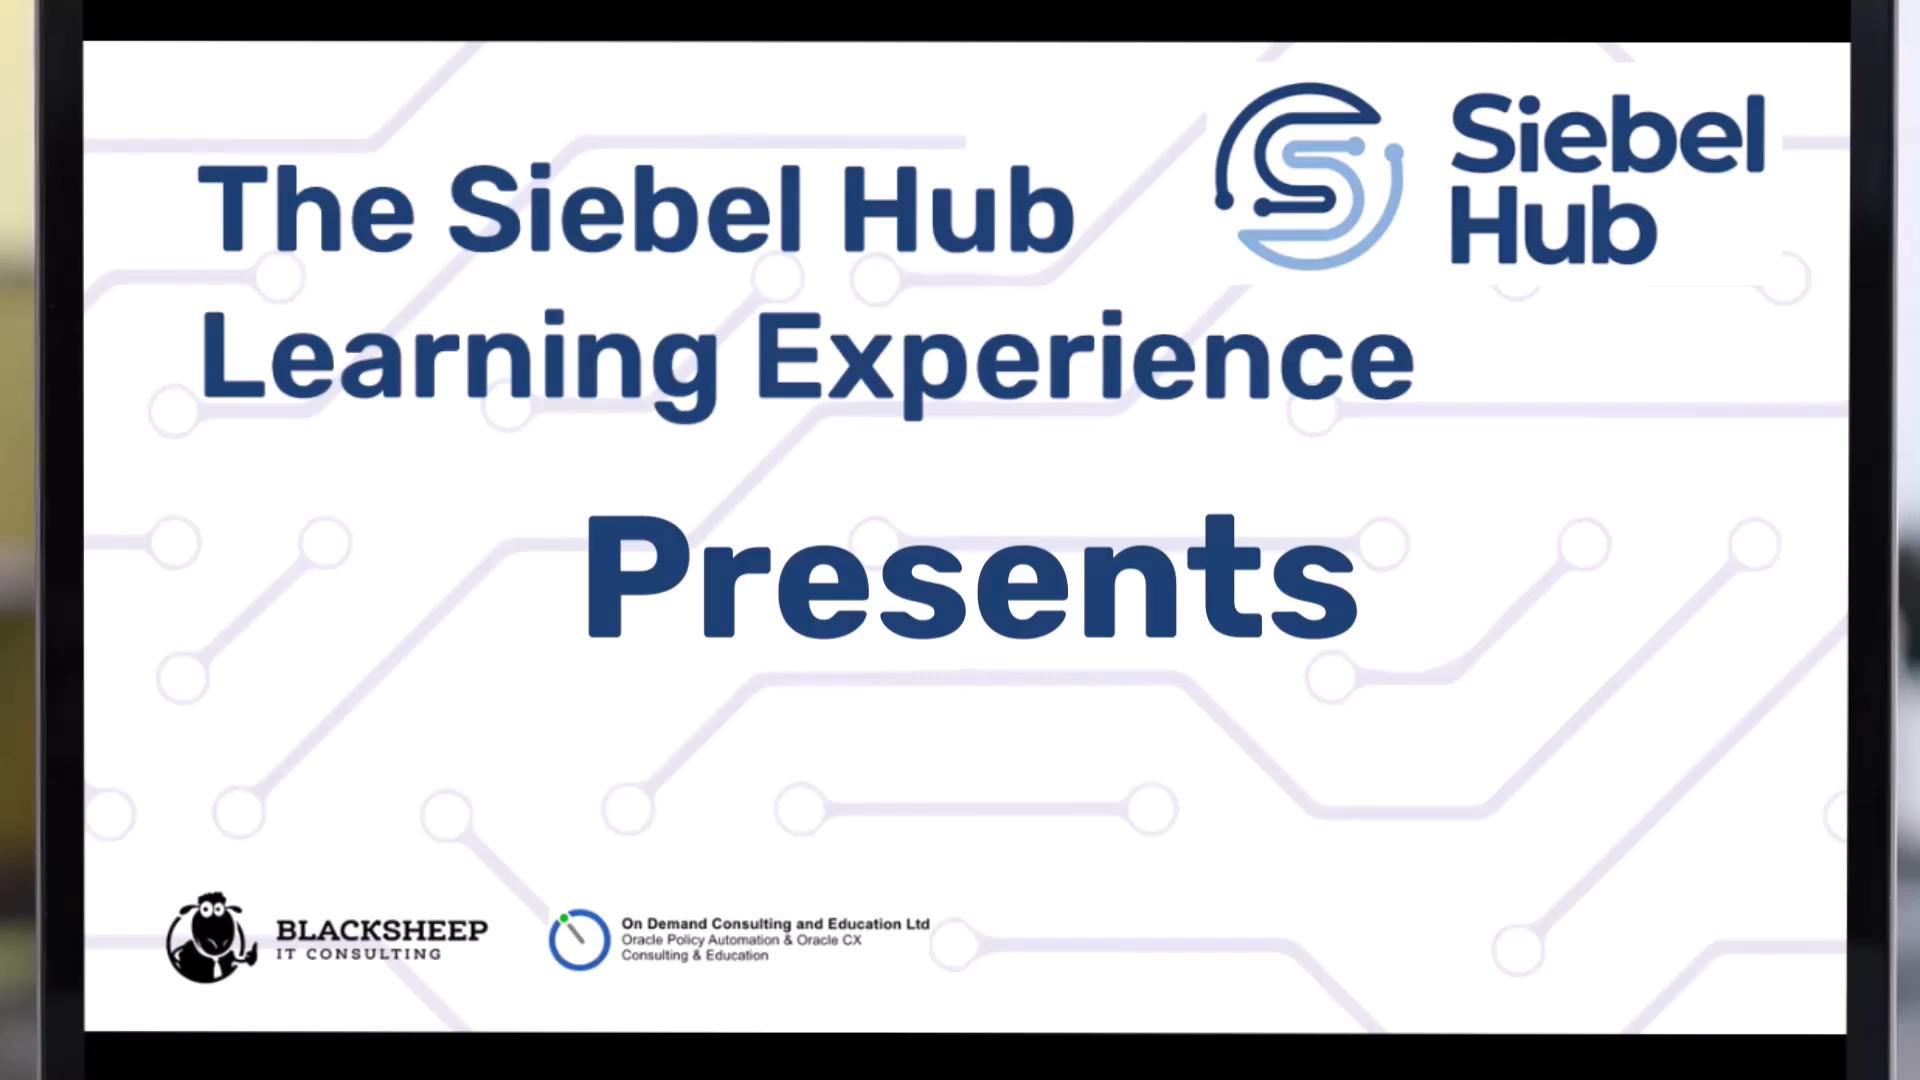 The Siebel Hub
Learning Experience
Siebel
Hub
Presents
BLACKSHEEP
IT CONSULTING
On Demand Consulting and Education Ltd
Oracle Policy Automation & Oracle CX
Consulting & Education